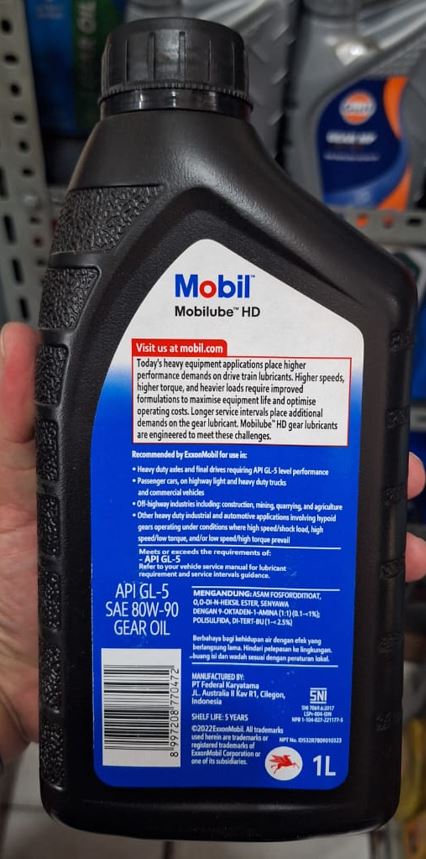 GEAR OIL
Gulf
Mobil™
Mobilube™ HD
Visit us at mobil.com
Today's heavy equipment applications place higher
performance demands on drive train lubricants. Higher speeds,
higher torque, and heavier loads require improved
formulations to maximise equipment life and optimise
operating costs. Longer service intervals place additional
demands on the gear lubricant. Mobilube™ HD gear lubricants
are engineered to meet these challenges.
Recommended by ExxonMobil for use in:
• Heavy duty axles and final drives requiring API GL-5 level performance
• Passenger cars, on highway light and heavy duty trucks
and commercial vehicles
• Off-highway industries including: construction, mining, quarrying, and agriculture
• Other heavy duty industrial and automotive applications involving hypoid
gears operating under conditions where high speed/shock load, high
speed/low torque, and/or low speed/high torque prevail
Meets or exceeds the requirements of:
- API GL-5
Refer to your vehicle service manual for lubricant
requirement and service intervals guidance.
API GL-5
SAE 80W-90
GEAR OIL
MENGANDUNG: ASAM FOSFORODITIOAT,
O,O-DI-N-HEKSIL ESTER, SENYAWA
DENGAN 9-OKTADEN-1-AMINA (1:1) (0.1-<1%);
POLISULFIDA, DI-TERT-BU (1-< 2.5%)
Berbahaya bagi kehidupan air dengan efek yang
berlangsung lama. Hindari pelepasan ke lingkungan.
buang isi dan wadah sesuai dengan peraturan lokal.
8 997208 770472
MANUFACTURED BY:
PT Federal Karyatama
JL. Australia II Kav R1, Cilegon,
Indonesia
SNI
SHELF LIFE: 5 YEARS
©2022ExxonMobil. All trademarks
used herein are trademarks or
registered trademarks of
ExxonMobil Corporation or
one of its subsidiaries.
1L